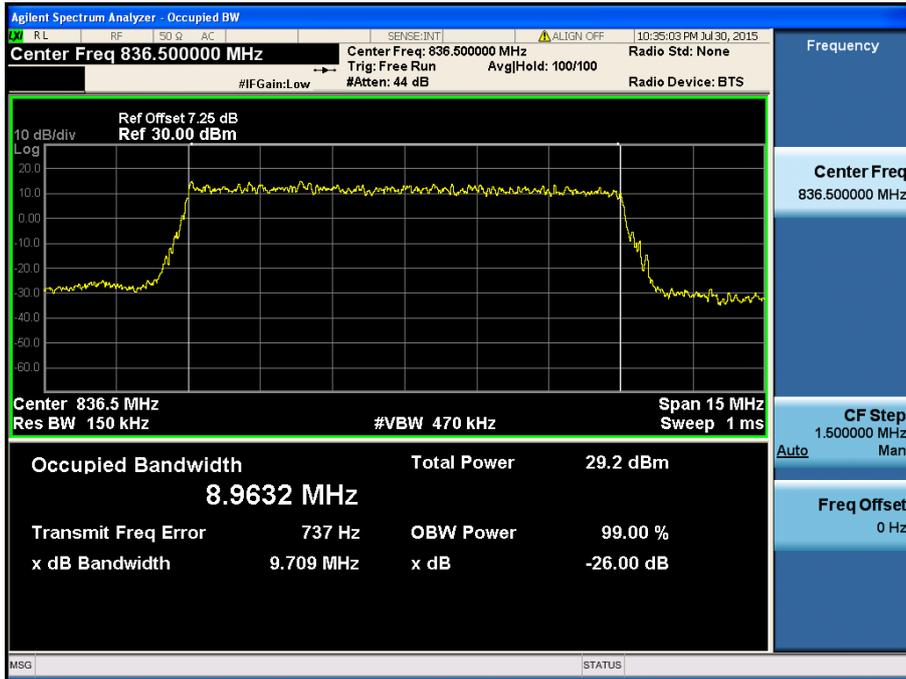 Agilent Spectrum Analyzer - Occupied BW
LXI RL RF 50 Ω AC SENSE:INT ALIGN OFF 10:35:03 PM Jul 30, 2015
Center Freq 836.500000 MHz
Center Freq: 836.500000 MHz
Radio Std: None
Trig: Free Run Avg|Hold: 100/100
#IFGain:Low
#Atten: 44 dB
Radio Device: BTS
Ref Offset 7.25 dB
10 dB/div Ref 30.00 dBm
Log
20.0
10.0
0.00
-10.0
-20.0
-30.0
-40.0
-50.0
-60.0
Center 836.5 MHz Span 15 MHz
Res BW 150 kHz #VBW 470 kHz Sweep 1 ms
Occupied Bandwidth Total Power 29.2 dBm
8.9632 MHz
Transmit Freq Error 737 Hz OBW Power 99.00 %
x dB Bandwidth 9.709 MHz x dB -26.00 dB
Frequency
Center Freq
836.500000 MHz
CF Step
1.500000 MHz
Auto Man
Freq Offset
0 Hz
MSG STATUS